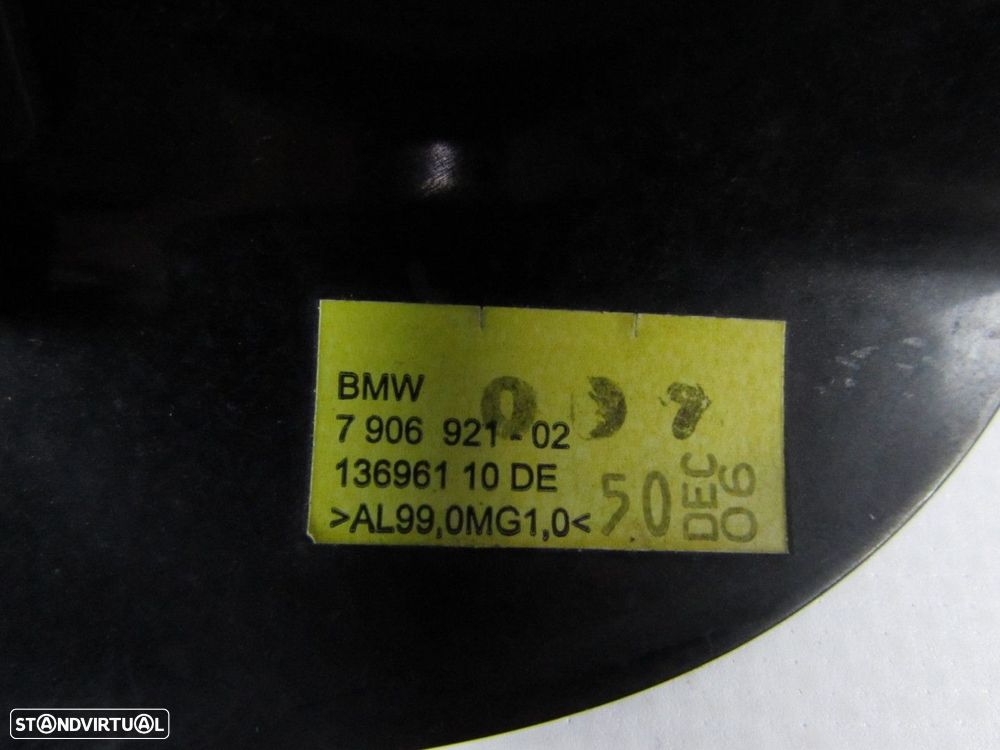 BMW
7 906 921 - 02
136961 10 DE
>AL99,0MG1,0<
50
DEC
06
STANDVIRTUAL